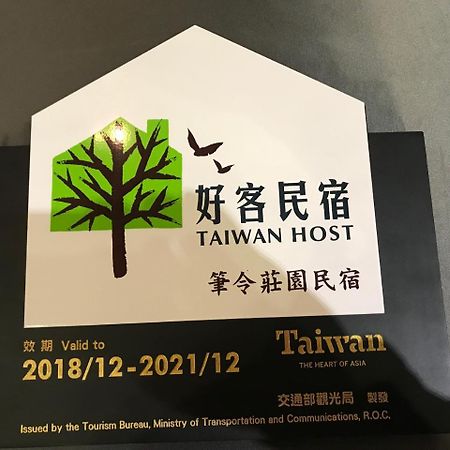 好客民宿
TAIWAN HOST
筆令莊園民宿
效期 Valid to
2018/12-2021/12
Taiwan
THE HEART OF ASIA
交通部觀光局 製發
Issued by the Tourism Bureau, Ministry of Transportation and Communications, R.O.C.